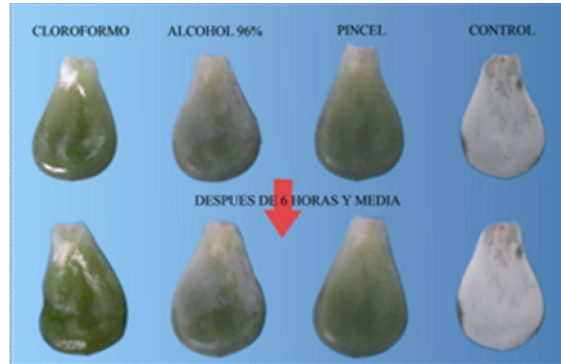 CLOROFORMO ALCOHOL 96% PINCEL CONTROL
DESPUES DE 6 HORAS Y MEDIA